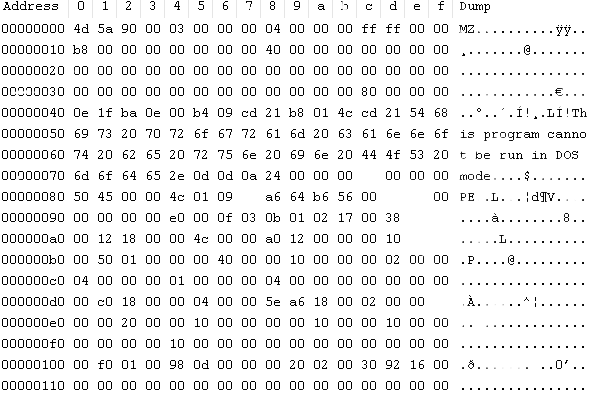 Address 0 1 2 3 4 5 6 7 8 9 a b c d e f Dump
00000000 4d 5a 90 00 03 00 00 00 04 00 00 00 ff ff 00 00 MZ..........ÿÿ..
00000010 b8 00 00 00 00 00 00 00 40 00 00 00 00 00 00 00 ¸.......@.......
00000020 00 00 00 00 00 00 00 00 00 00 00 00 00 00 00 00 ................
00000030 00 00 00 00 00 00 00 00 00 00 00 00 80 00 00 00 ............€...
00000040 0e 1f ba 0e 00 b4 09 cd 21 b8 01 4c cd 21 54 68 ..º..´.Í!¸.LÍ!Th
00000050 69 73 20 70 72 6f 67 72 61 6d 20 63 61 6e 6e 6f is program canno
00000060 74 20 62 65 20 72 75 6e 20 69 6e 20 44 4f 53 20 t be run in DOS
00000070 6d 6f 64 65 2e 0d 0d 0a 24 00 00 00 00 00 00 mode....$.......
00000080 50 45 00 00 4c 01 09 a6 64 b6 56 00 00 PE .L...¦d¶V....
00000090 00 00 00 00 e0 00 0f 03 0b 01 02 17 00 38 ....à........8..
000000a0 00 12 18 00 00 4c 00 00 a0 12 00 00 00 10 .....L..
000000b0 00 50 01 00 00 00 40 00 00 10 00 00 00 02 00 00 .P....@.........
000000c0 04 00 00 00 01 00 00 00 04 00 00 00 00 00 00 00 ................
000000d0 00 c0 18 00 00 04 00 00 5e a6 18 00 02 00 00 .À......^¦......
000000e0 00 00 20 00 00 10 00 00 00 00 10 00 00 10 00 00 .. .............
000000f0 00 00 00 00 10 00 00 00 00 00 00 00 00 00 00 00 ................
00000100 00 f0 01 00 98 0d 00 00 00 20 02 00 30 92 16 00 .ð...... ..0’..
00000110 00 00 00 00 00 00 00 00 00 00 00 00 00 00 00 00 ................